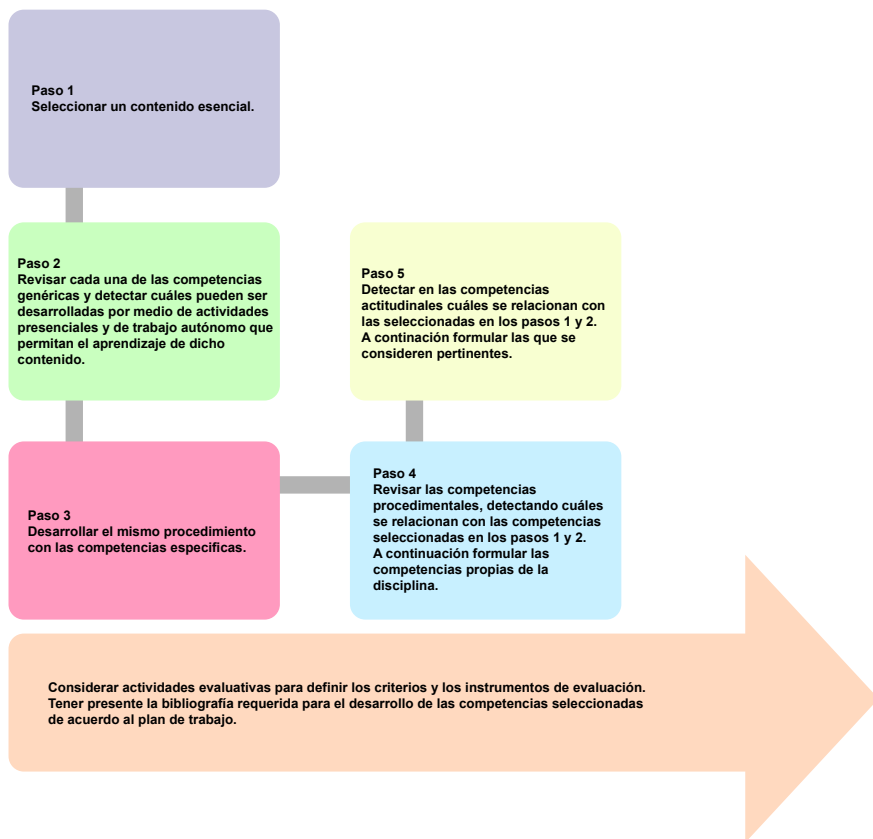 Paso 1
Seleccionar un contenido esencial.
Paso 2
Revisar cada una de las competencias
genéricas y detectar cuáles pueden ser
desarrolladas por medio de actividades
presenciales y de trabajo autónomo que
permitan el aprendizaje de dicho
contenido.
Paso 3
Desarrollar el mismo procedimiento
con las competencias especificas.
Paso 4
Revisar las competencias
procedimentales, detectando cuáles
se relacionan con las competencias
seleccionadas en los pasos 1 y 2.
A continuación formular las
competencias propias de la
disciplina.
Paso 5
Detectar en las competencias
actitudinales cuáles se relacionan con
las seleccionadas en los pasos 1 y 2.
A continación formular las que se
consideren pertinentes.
Considerar actividades evaluativas para definir los criterios y los instrumentos de evaluación.
Tener presente la bibliografía requerida para el desarrollo de las competencias seleccionadas
de acuerdo al plan de trabajo.